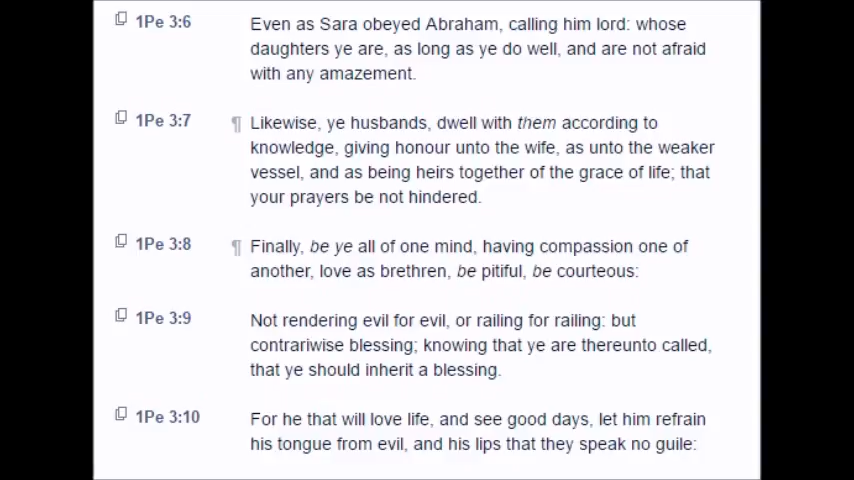 1Pe 3:6 Even as Sara obeyed Abraham, calling him lord: whose
daughters ye are, as long as ye do well, and are not afraid
with any amazement.
1Pe 3:7 ¶ Likewise, ye husbands, dwell with them according to
knowledge, giving honour unto the wife, as unto the weaker
vessel, and as being heirs together of the grace of life; that
your prayers be not hindered.
1Pe 3:8 ¶ Finally, be ye all of one mind, having compassion one of
another, love as brethren, be pitiful, be courteous:
1Pe 3:9 Not rendering evil for evil, or railing for railing: but
contrariwise blessing; knowing that ye are thereunto called,
that ye should inherit a blessing.
1Pe 3:10 For he that will love life, and see good days, let him refrain
his tongue from evil, and his lips that they speak no guile: